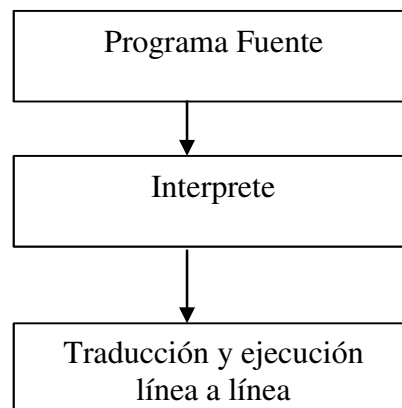 Programa Fuente
Interprete
Traducción y ejecución
línea a línea